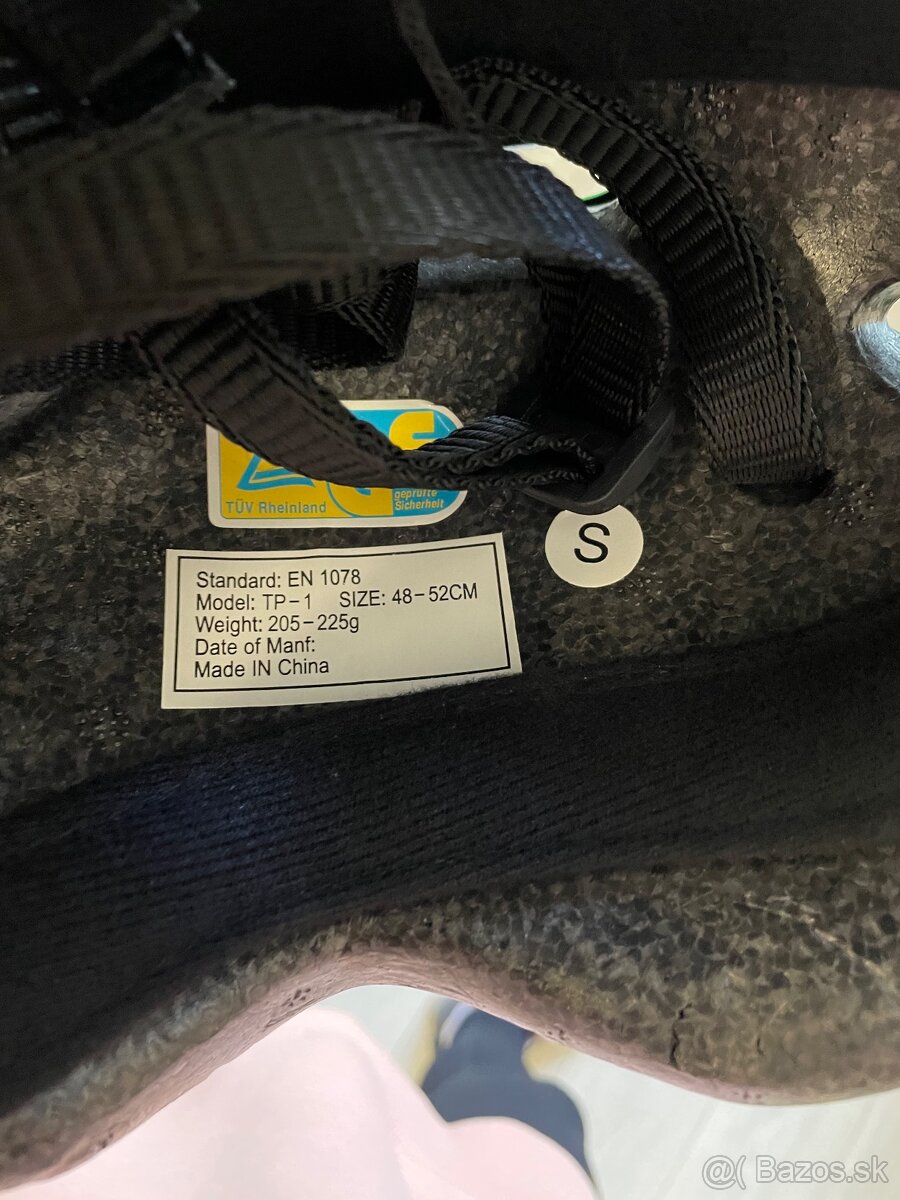 TÜV Rheinland
geprüfte
Sicherheit
S
Standard: EN 1078
Model: TP-1 SIZE: 48-52CM
Weight: 205-225g
Date of Manf:
Made IN China
@( Bazos.sk